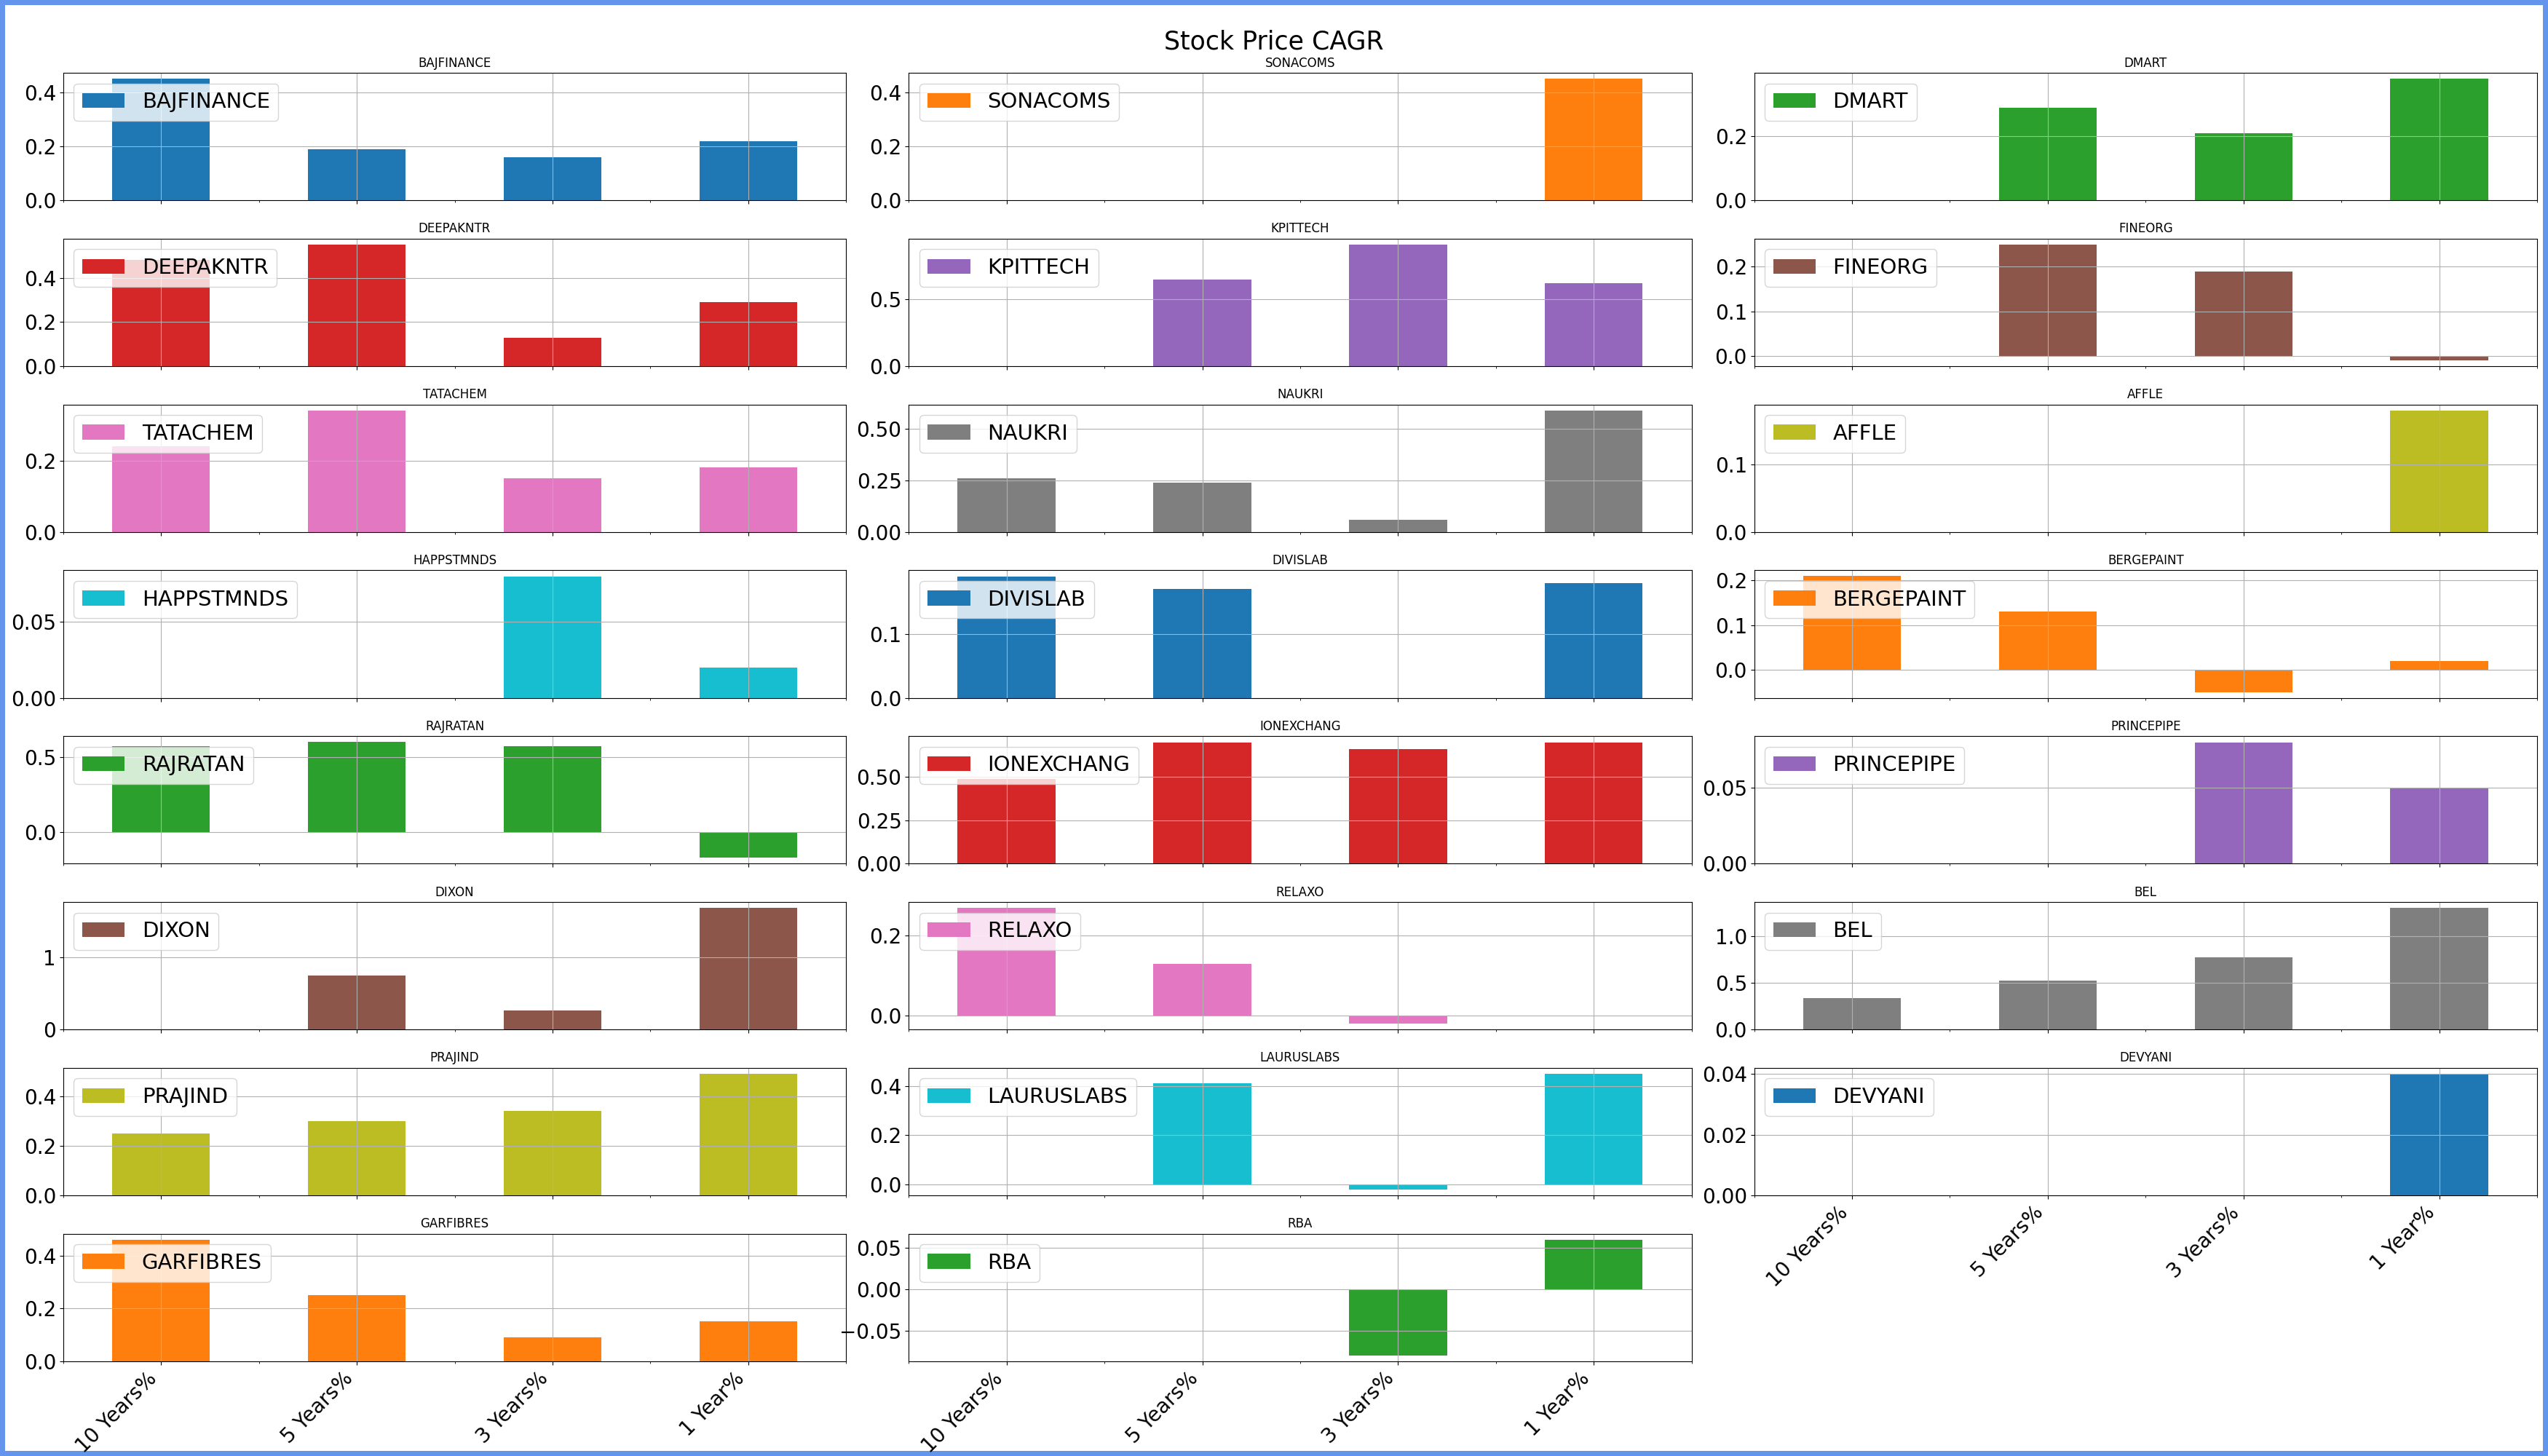 Stock Price CAGR
BAJFINANCE
0.4
0.2
0.0
BAJFINANCE
SONACOMS
0.4
0.2
0.0
SONACOMS
DMART
0.2
0.0
DMART
DEEPAKNTR
0.4
0.2
0.0
DEEPAKNTR
KPITTECH
0.5
0.0
KPITTECH
FINEORG
0.2
0.1
0.0
FINEORG
TATACHEM
0.2
0.0
TATACHEM
NAUKRI
0.50
0.25
0.00
NAUKRI
AFFLE
0.1
0.0
AFFLE
HAPPSTMNDS
0.05
0.00
HAPPSTMNDS
DIVISLAB
0.1
0.0
DIVISLAB
BERGEPAINT
0.2
0.1
0.0
BERGEPAINT
RAJRATAN
0.5
0.0
RAJRATAN
IONEXCHANG
0.50
0.25
0.00
IONEXCHANG
PRINCEPIPE
0.05
0.00
PRINCEPIPE
DIXON
1
0
DIXON
RELAXO
0.2
0.0
RELAXO
BEL
1.0
0.5
0.0
BEL
PRAJIND
0.4
0.2
0.0
PRAJIND
LAURUSLABS
0.4
0.2
0.0
LAURUSLABS
DEVYANI
0.04
0.02
0.00
DEVYANI
10 Years%
5 Years%
3 Years%
1 Year%
GARFIBRES
0.4
0.2
0.0
GARFIBRES
10 Years%
5 Years%
3 Years%
1 Year%
RBA
0.05
0.00
−0.05
RBA
10 Years%
5 Years%
3 Years%
1 Year%